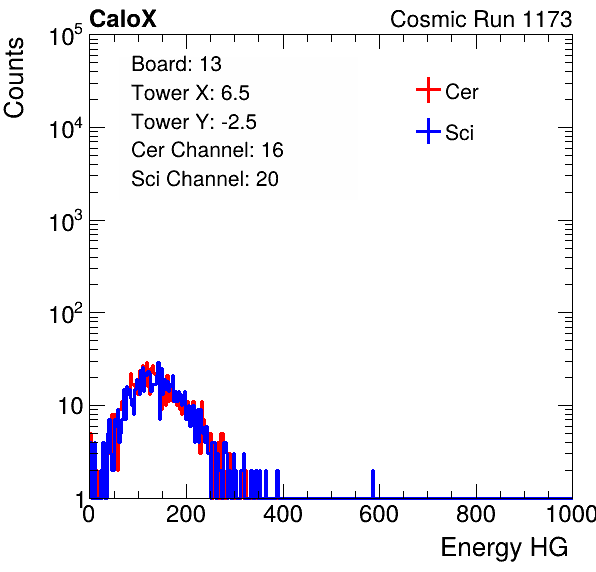 CaloX Cosmic Run 1173
Counts
Board: 13
Tower X: 6.5
Tower Y: -2.5
Cer Channel: 16
Sci Channel: 20
Cer
Sci
10^5
10^4
10^3
10^2
10
1
0 200 400 600 800 1000
Energy HG